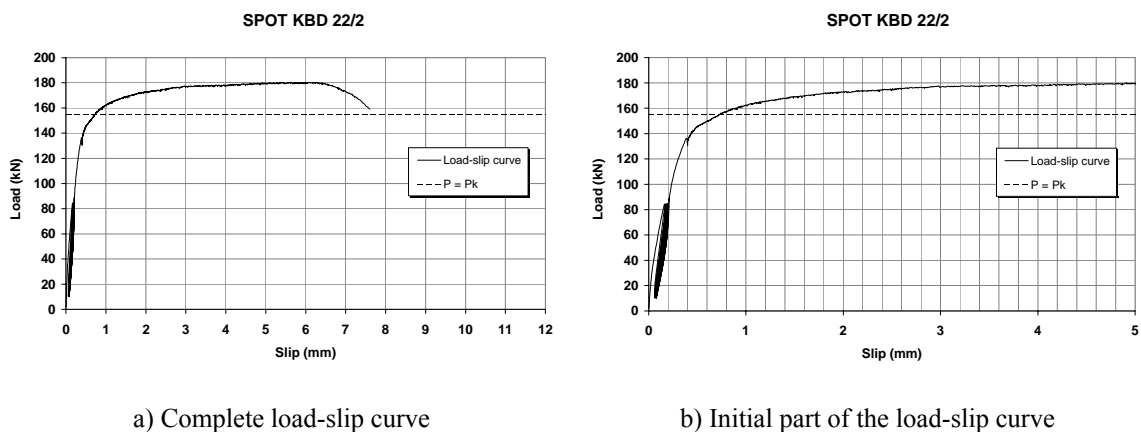 SPOT KBD 22/2
Load (kN)
200
180
160
140
120
100
80
60
40
20
0
Load-slip curve
P = Pk
0 1 2 3 4 5 6 7 8 9 10 11 12
Slip (mm)
a) Complete load-slip curve
SPOT KBD 22/2
Load (kN)
200
180
160
140
120
100
80
60
40
20
0
Load-slip curve
P = Pk
0 1 2 3 4 5
Slip (mm)
b) Initial part of the load-slip curve